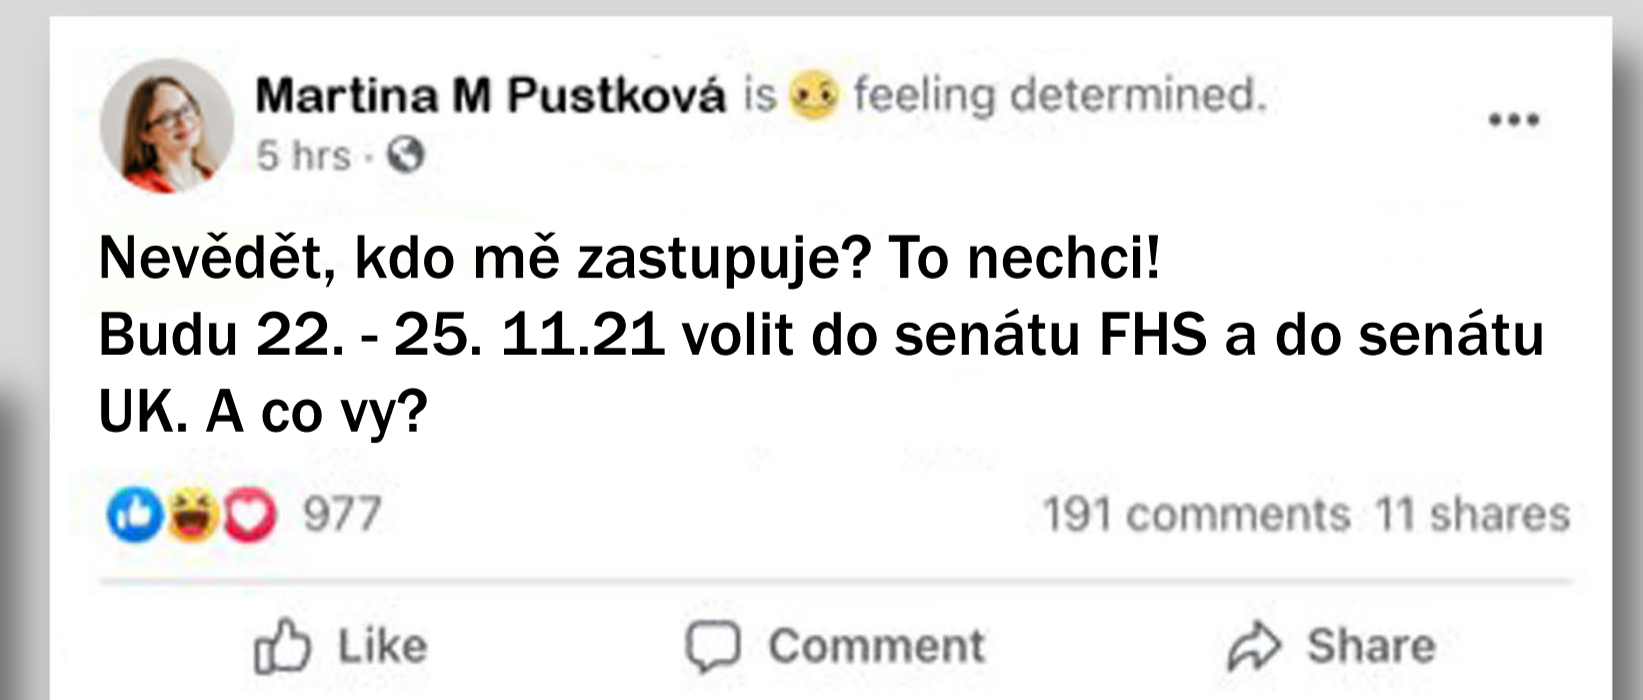 Martina M Pustková is feeling determined.
5 hrs ·
Nevědět, kdo mě zastupuje? To nechci!
Budu 22. - 25. 11.21 volit do senátu FHS a do senátu
UK. A co vy?
977 191 comments 11 shares
Like Comment Share